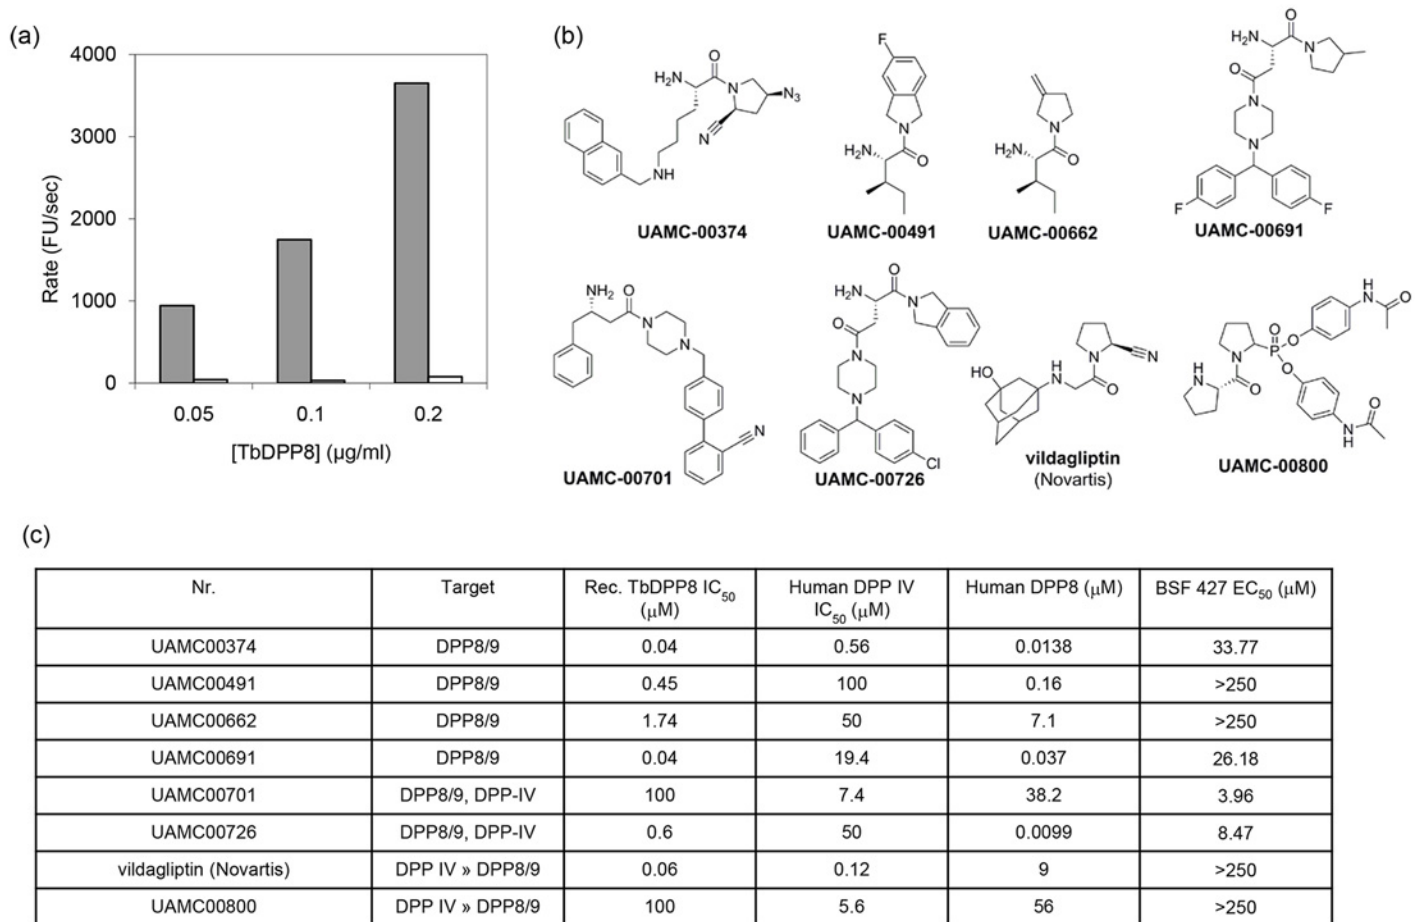 (a)
4000
3000
2000
1000
0
Rate (FU/sec)
0.05 0.1 0.2
[TbDPP8] (µg/ml)
(b)
H₂N O N N₃ N NH
UAMC-00374
F N H₂N O
UAMC-00491
N H₂N O
UAMC-00662
O H₂N N O N N F F
UAMC-00691
NH₂ O N N N
UAMC-00701
O H₂N N O N N Cl
UAMC-00726
HO H N N O N
vildagliptin
(Novartis)
H N O O P O N O H N O H N O
UAMC-00800
(c)
Nr. Target Rec. TbDPP8 IC₅₀ (µM) Human DPP IV IC₅₀ (µM) Human DPP8 (µM) BSF 427 EC₅₀ (µM)
UAMC00374 DPP8/9 0.04 0.56 0.0138 33.77
UAMC00491 DPP8/9 0.45 100 0.16 >250
UAMC00662 DPP8/9 1.74 50 7.1 >250
UAMC00691 DPP8/9 0.04 19.4 0.037 26.18
UAMC00701 DPP8/9, DPP-IV 100 7.4 38.2 3.96
UAMC00726 DPP8/9, DPP-IV 0.6 50 0.0099 8.47
vildagliptin (Novartis) DPP IV » DPP8/9 0.06 0.12 9 >250
UAMC00800 DPP IV » DPP8/9 100 5.6 56 >250